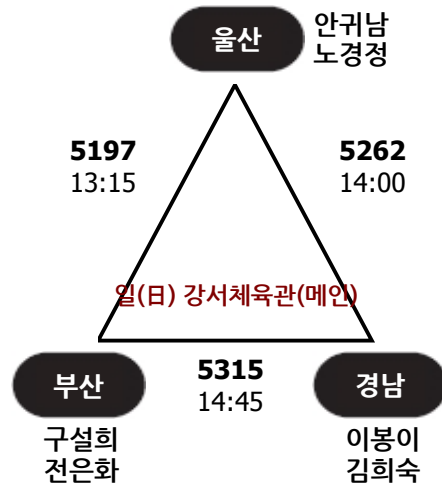 울산
안귀남
노경정
5197
13:15
5262
14:00
일(日) 강서체육관(메인)
부산
5315
14:45
경남
구설희
전은화
이봉이
김희숙